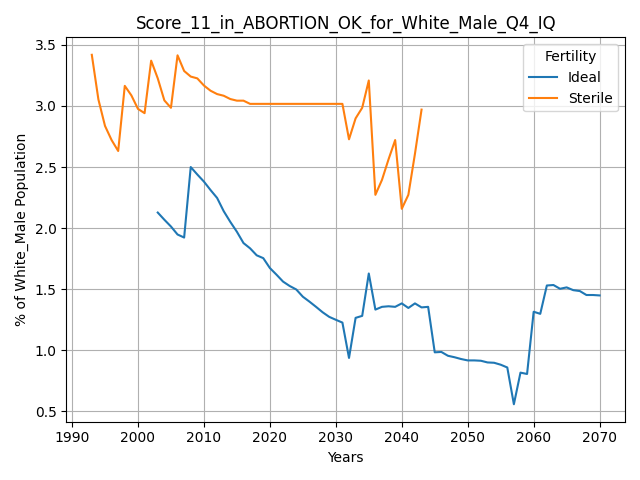 Score_11_in_ABORTION_OK_for_White_Male_Q4_IQ
Fertility
Ideal
Sterile
% of White_Male Population
3.5
3.0
2.5
2.0
1.5
1.0
0.5
1990
2000
2010
2020
2030
2040
2050
2060
2070
Years